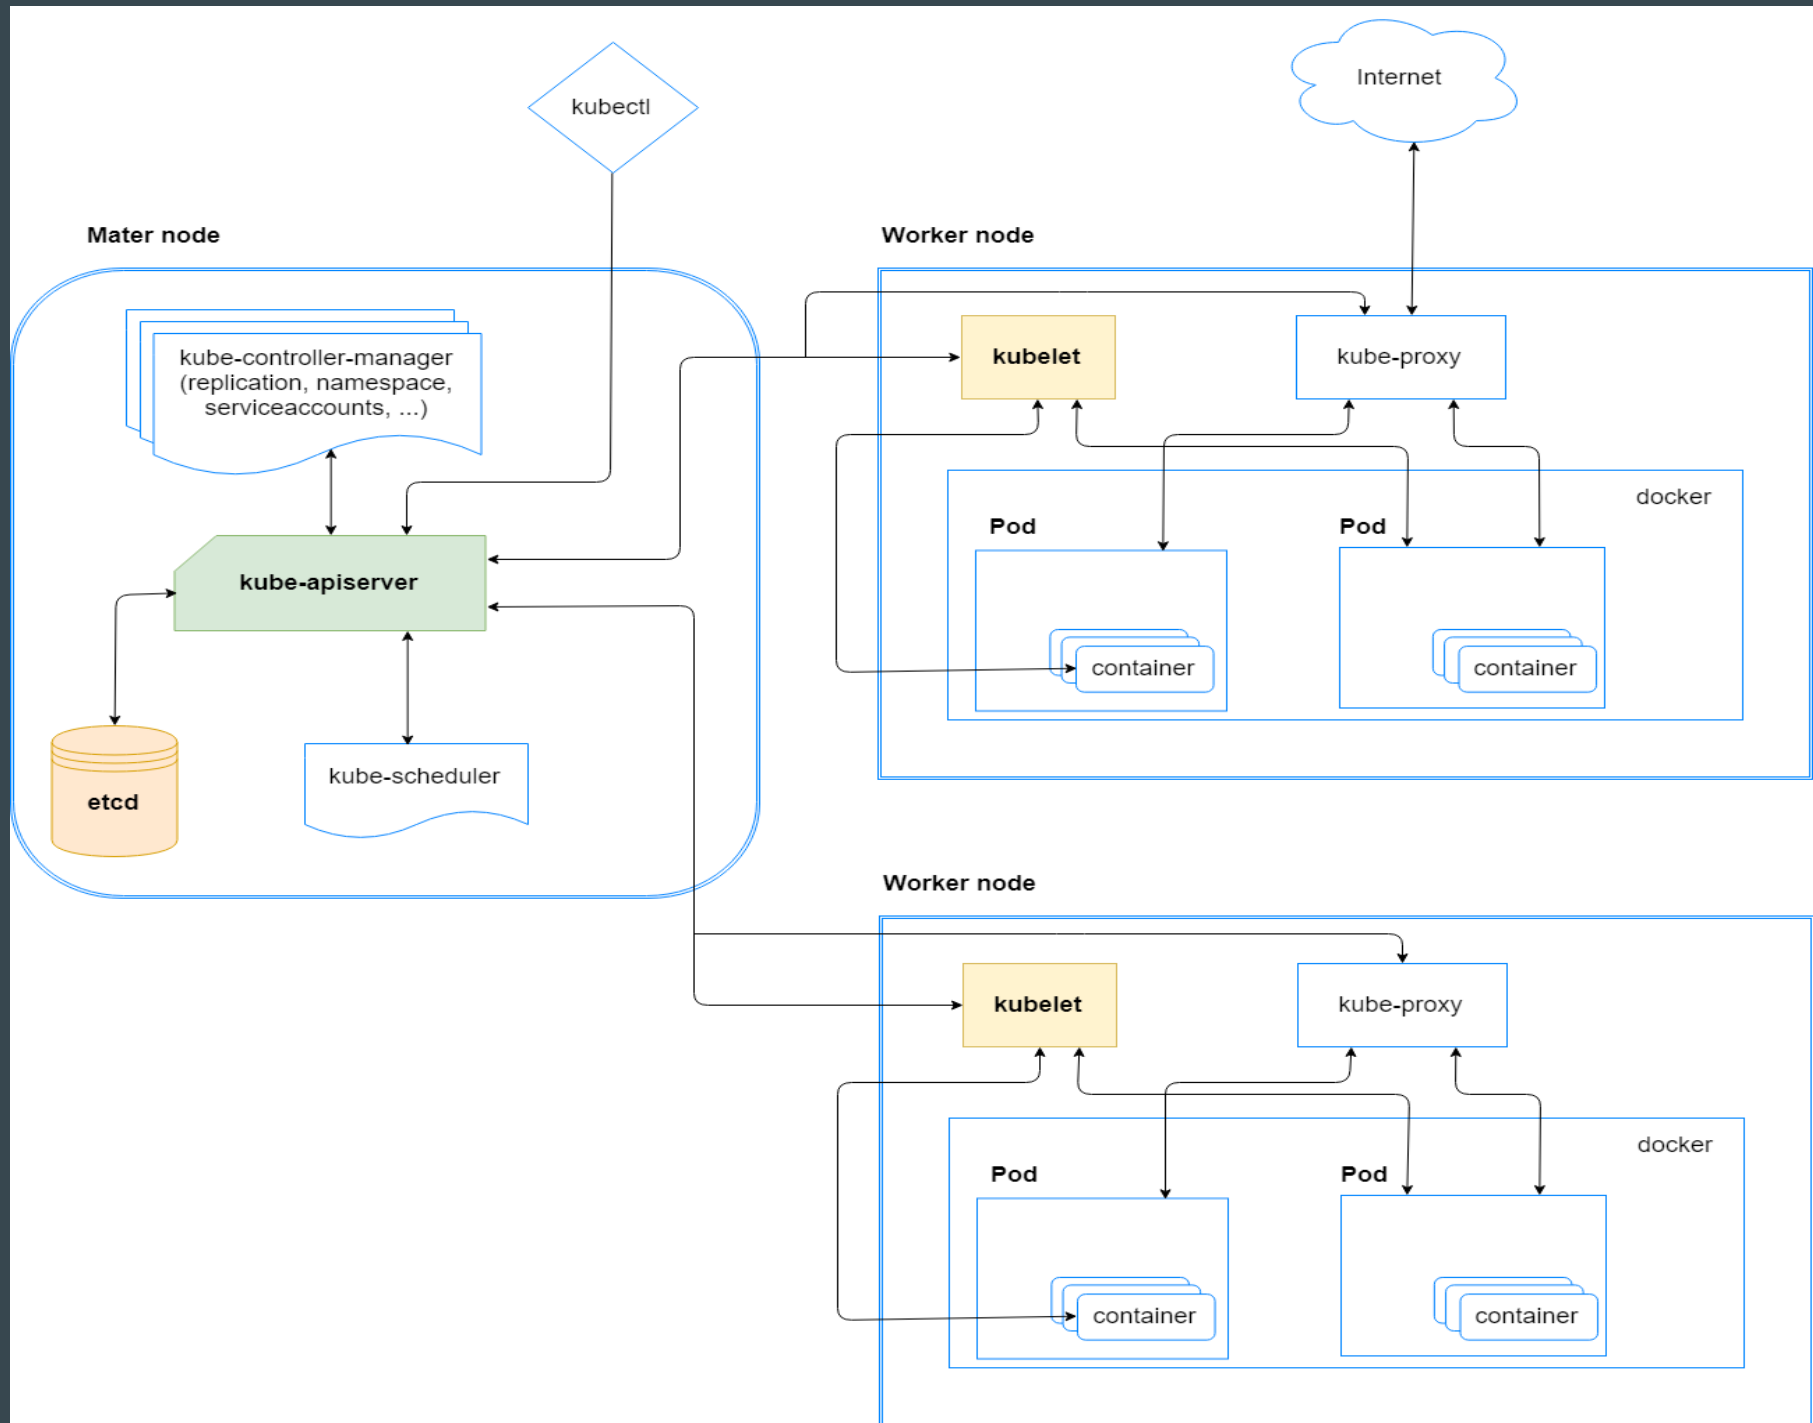 kubectl
Internet
Mater node
kube-controller-manager
(replication, namespace,
serviceaccounts, ...)
kube-apiserver
etcd
kube-scheduler
Worker node
kubelet
kube-proxy
docker
Pod
Pod
container
container
Worker node
kubelet
kube-proxy
docker
Pod
Pod
container
container